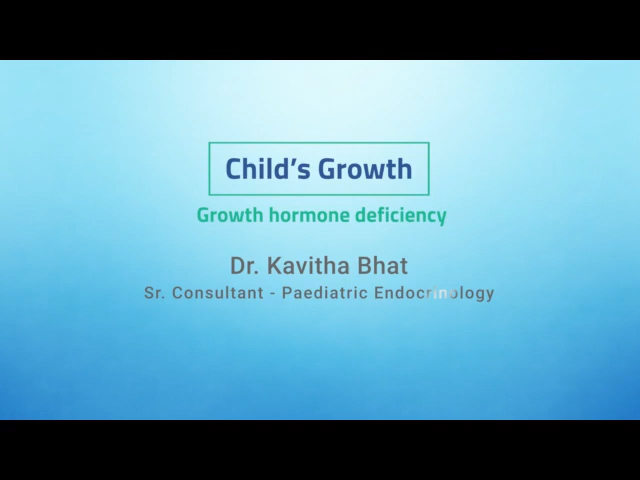 Child's Growth
Growth hormone deficiency
Dr. Kavitha Bhat
Sr. Consultant - Paediatric Endocrinology